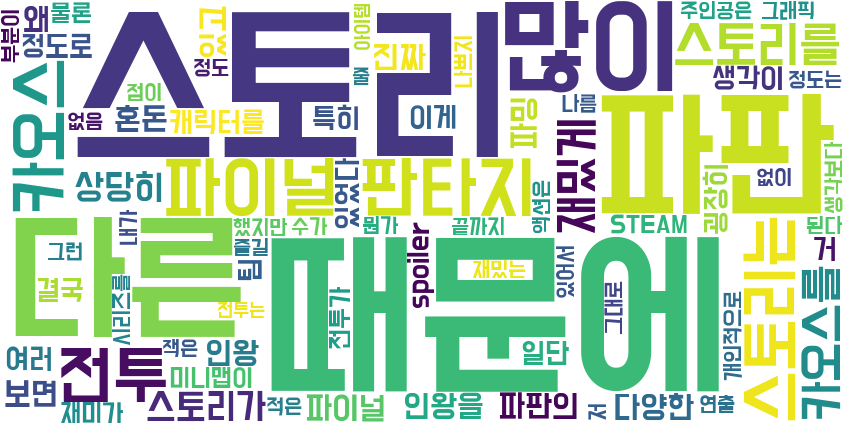 부분이
왜
물론
정도로
스토리
있고
정도
아이템
줄
진짜
나쁘지
많이
주인공은
그래픽
스토리를
생각이
정도는
카오스
점이
없음
혼돈
캐릭터를
특히
이게
파밍
나름
재밌게
파판
없이
굉장히
생각보다
상당히
파이널
판타지
있었다
액션은
다른
내가
했지만
수가
뭔가
끝까지
STEAM
된다
그런
결국
시리즈를
즐길
팁
때문에
전투가
spoiler
재밌는
있어서
그대로
스토리는
거
카오스를
개인적으로
전투는
여러
보면
전투
잭은
인왕
미니맵이
일단
재미가
스토리가
적은
파이널
인왕을
파판의
저
다양한
연출